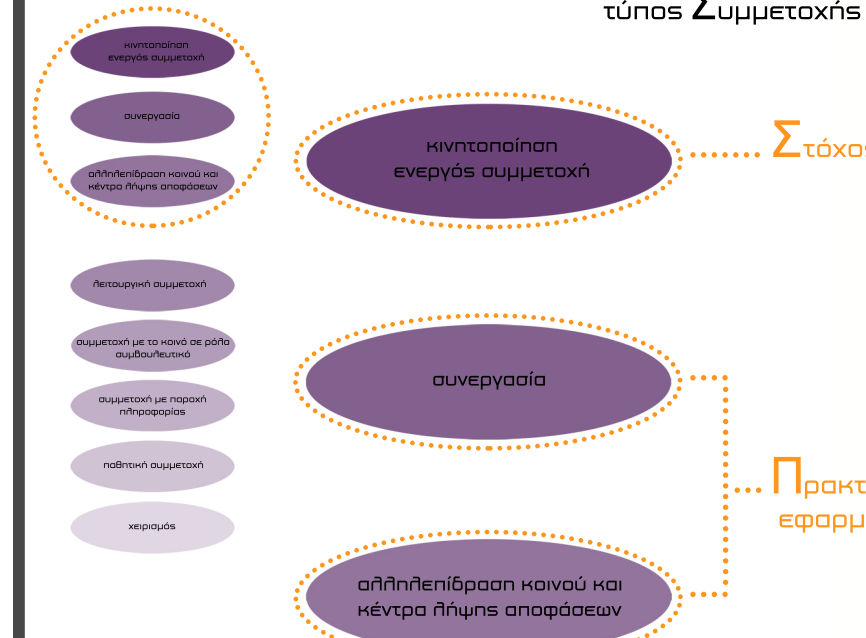 τύπος Συμμετοχής
κινητοποίηση
ενεργός συμμετοχή
συνεργασία
αλληλεπίδραση κοινού και
κέντρα λήψης αποφάσεων
λειτουργική συμμετοχή
συμμετοχή με το κοινό σε ρόλο
συμβουλευτικό
συμμετοχή με παροχή
πληροφορίας
παθητική συμμετοχή
χειρισμός
κινητοποίηση
ενεργός συμμετοχή
Στόχος
συνεργασία
Πρακτ
εφαρμ
αλληλεπίδραση κοινού και
κέντρα λήψης αποφάσεων